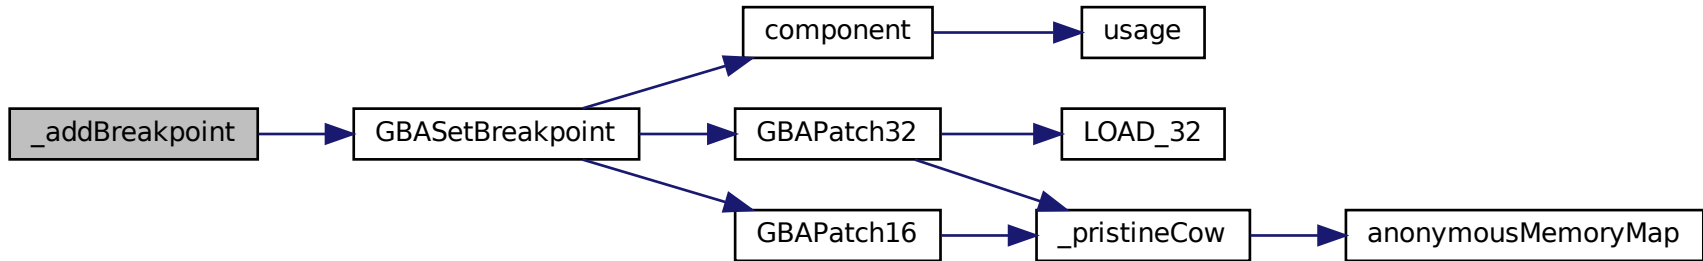 component
usage
_addBreakpoint
GBASetBreakpoint
GBAPatch32
LOAD_32
GBAPatch16
_pristineCow
anonymousMemoryMap